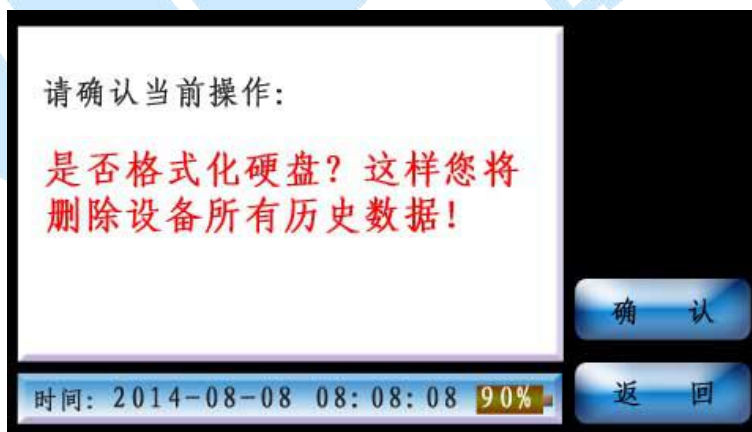 请确认当前操作:
是否格式化硬盘? 这样您将
删除设备所有历史数据!
确 认
时间: 2014-08-08 08:08:08 90%
返 回